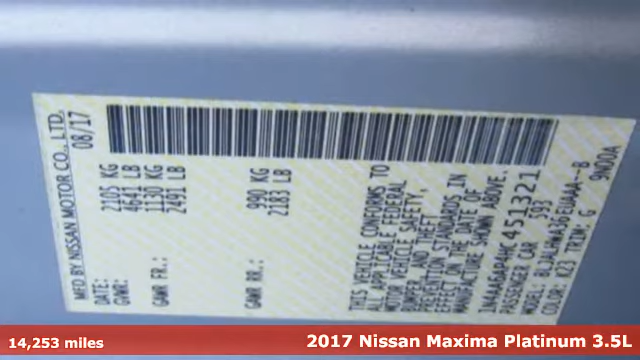 MFD BY NISSAN MOTOR CO., LTD.
DATE: 08/17
GVWR: 2105 KG
4641 LB
GAWR FR.: 1130 KG
2491 LB
GAWR RR.: 990 KG
2183 LB
THIS VEHICLE CONFORMS TO
ALL APPLICABLE FEDERAL
MOTOR VEHICLE SAFETY,
BUMPER, AND THEFT
PREVENTION STANDARDS IN
EFFECT ON THE DATE OF
MANUFACTURE SHOWN ABOVE.
1N4AA6AP4HC451321
PASSENGER CAR 593
MODEL:
COLOR: K23 TRIM: G 9N00A
14,253 miles
2017 Nissan Maxima Platinum 3.5L